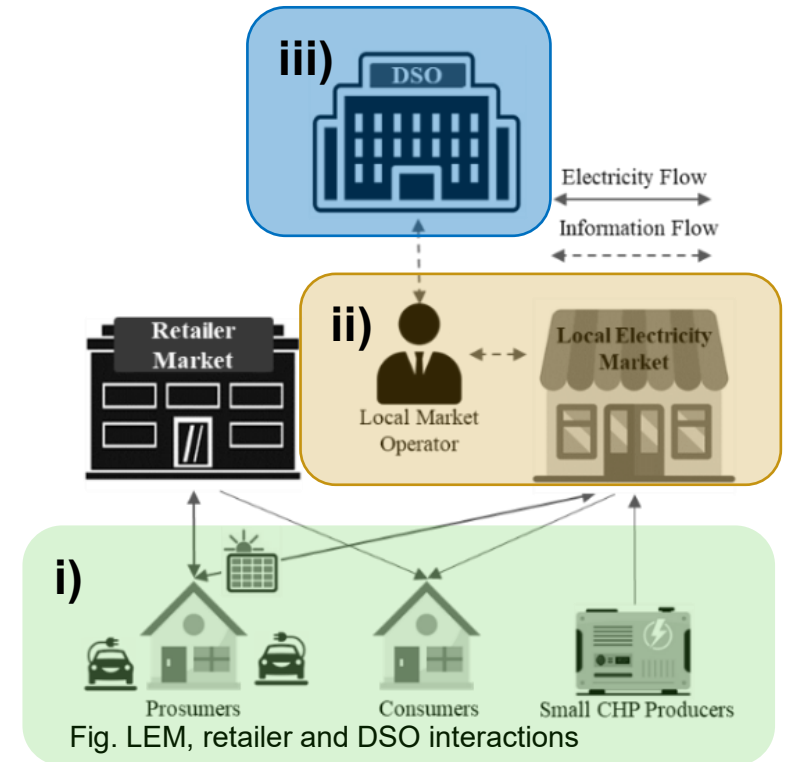 iii)
DSO
Electricity Flow
Information Flow
ii)
Retailer
Market
Local Electricity
Market
Local Market
Operator
i)
Prosumers
Consumers
Small CHP Producers
Fig. LEM, retailer and DSO interactions